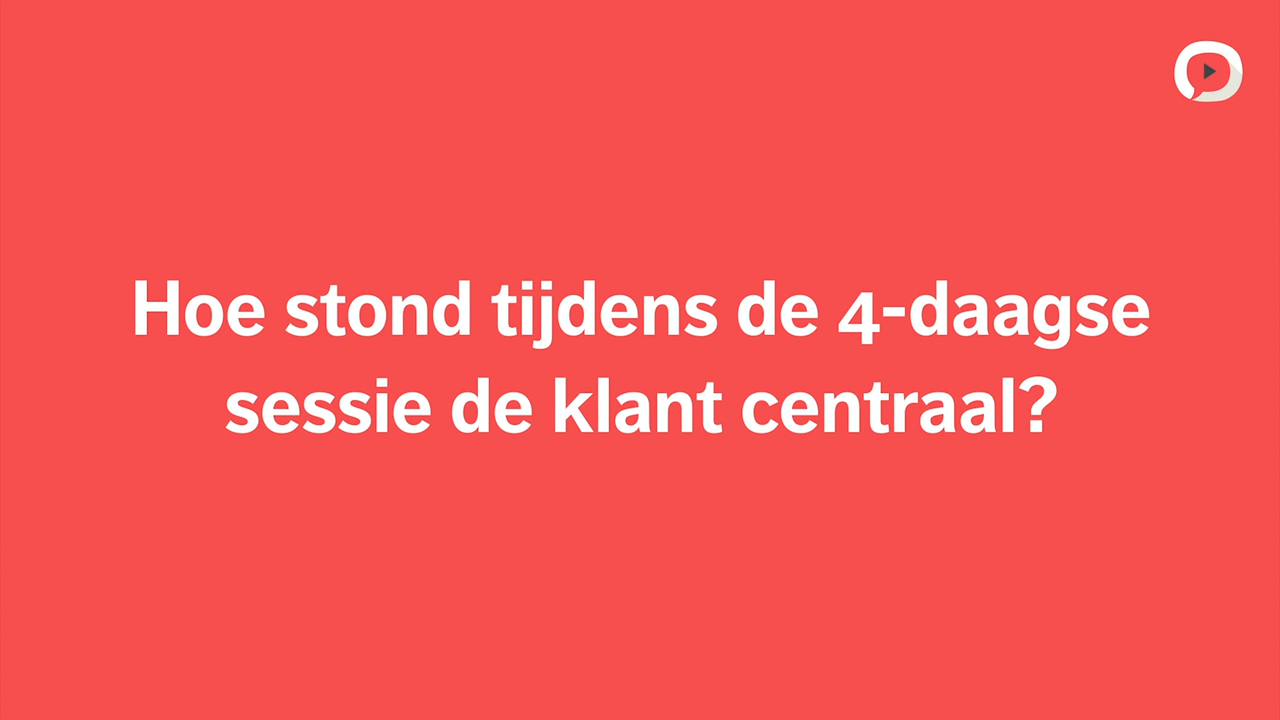 Hoe stond tijdens de 4-daagse
sessie de klant centraal?